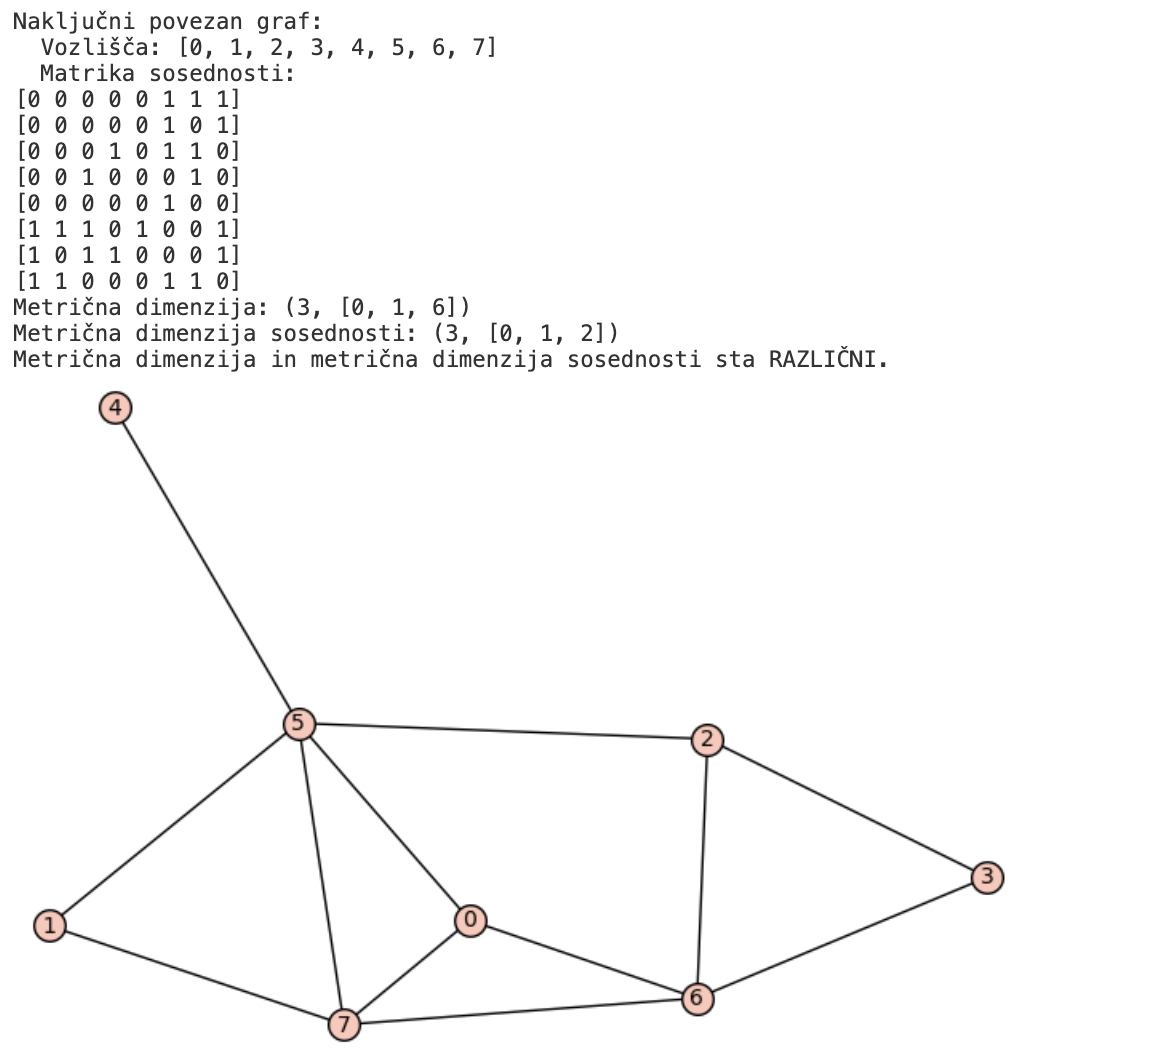 Naključni povezan graf:
  Vozlišča: [0, 1, 2, 3, 4, 5, 6, 7]
  Matrika sosednosti:
[0 0 0 0 0 1 1 1]
[0 0 0 0 0 1 0 1]
[0 0 0 1 0 1 1 0]
[0 0 1 0 0 0 1 0]
[0 0 0 0 0 1 0 0]
[1 1 1 0 1 0 0 1]
[1 0 1 1 0 0 0 1]
[1 1 0 0 0 1 1 0]
Metrična dimenzija: (3, [0, 1, 6])
Metrična dimenzija sosednosti: (3, [0, 1, 2])
Metrična dimenzija in metrična dimenzija sosednosti sta RAZLIČNI.
4
5
2
3
1
0
6
7